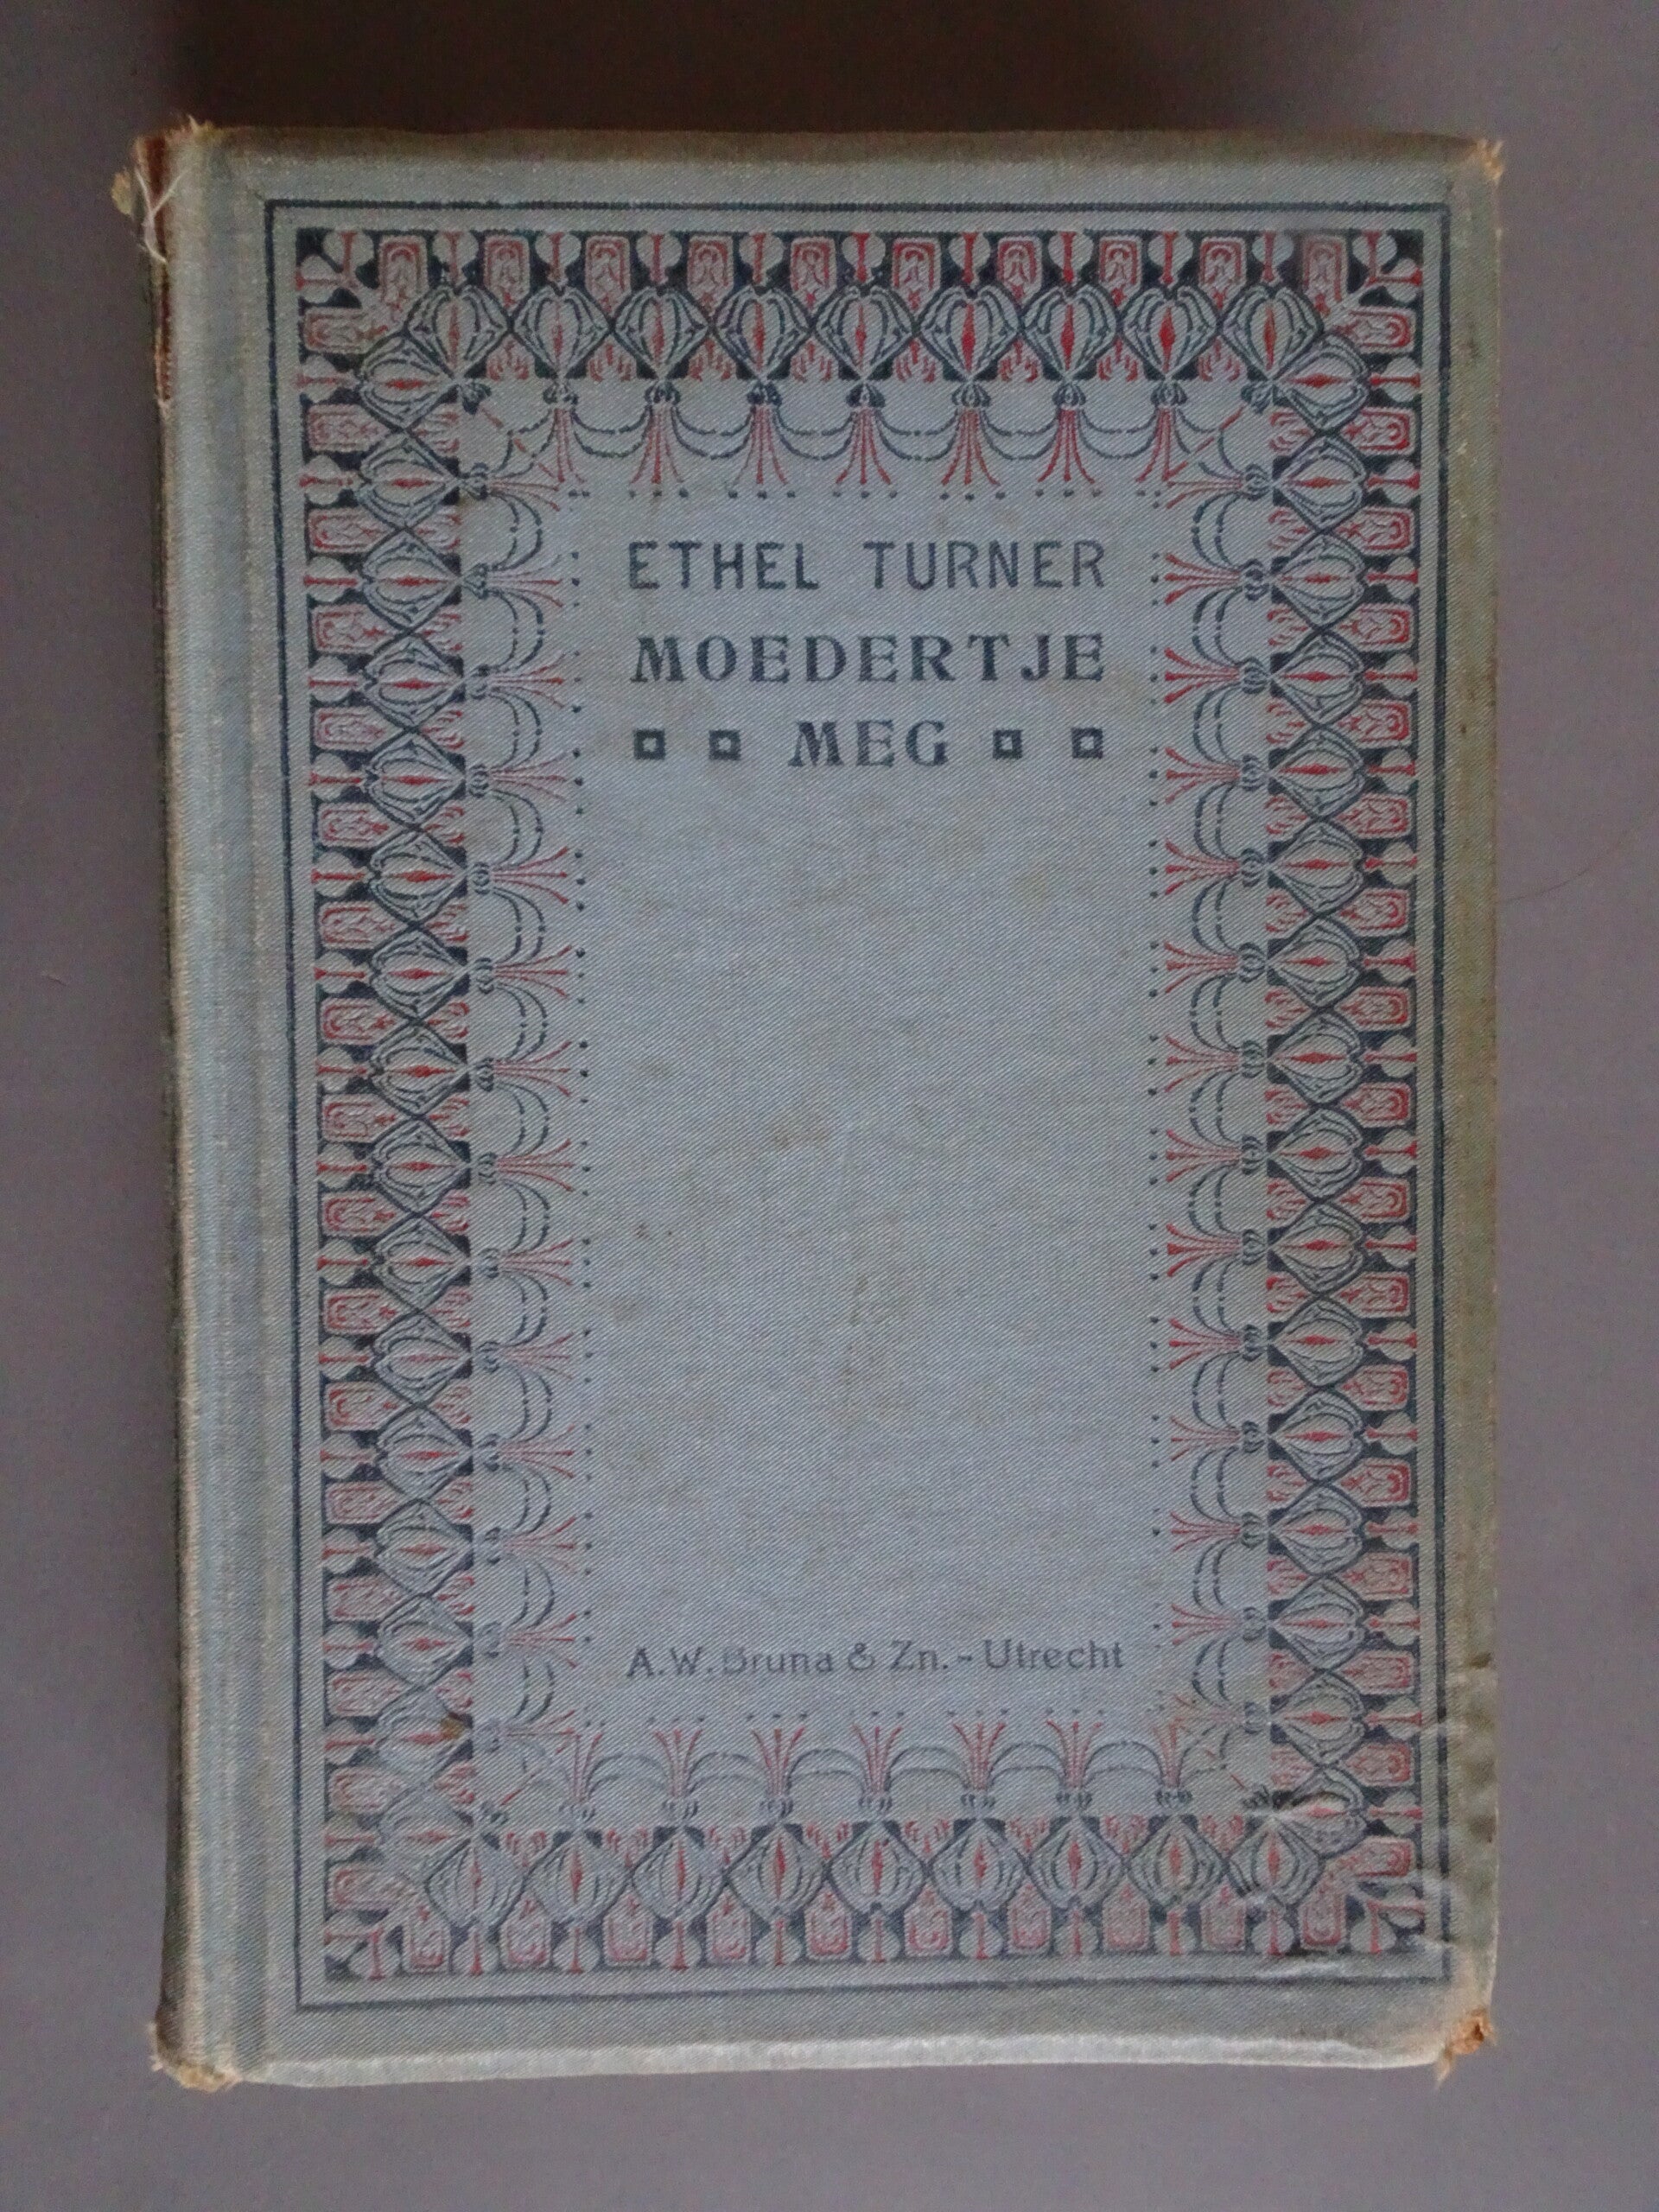 ETHEL TURNER
MOEDERTJE
MEG
A.W. Bruna & Zn. - Utrecht